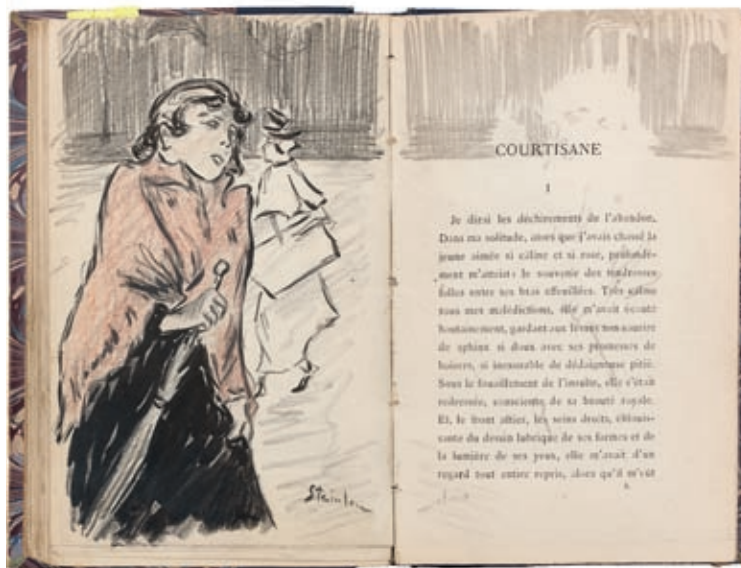 Steinlen
COURTISANE
I
Je dirai les déchirements de l'abandon.
Dans ma solitude, alors que j'avais chassé la
jeune aimée si câline et si rose, profondé-
ment m'atteint le souvenir des tendresses
folles entre ses bras effeuillées. Très calme
sous mes malédictions, elle m'avait écouté
hautainement, gardant aux lèvres son sourire
de sphinx si doux avec ses promesses de
baisers, si inexorable de dédaigneuse pitié.
Sous le fouaillement de l'insulte, elle s'était
redressée, consciente de sa beauté royale.
Et, le front altier, les seins droits, éblouis-
sante du dessin lubrique de ses formes et de
la lumière de ses yeux, elle m'avait d'un
regard tout entier repris, alors qu'il m'eût